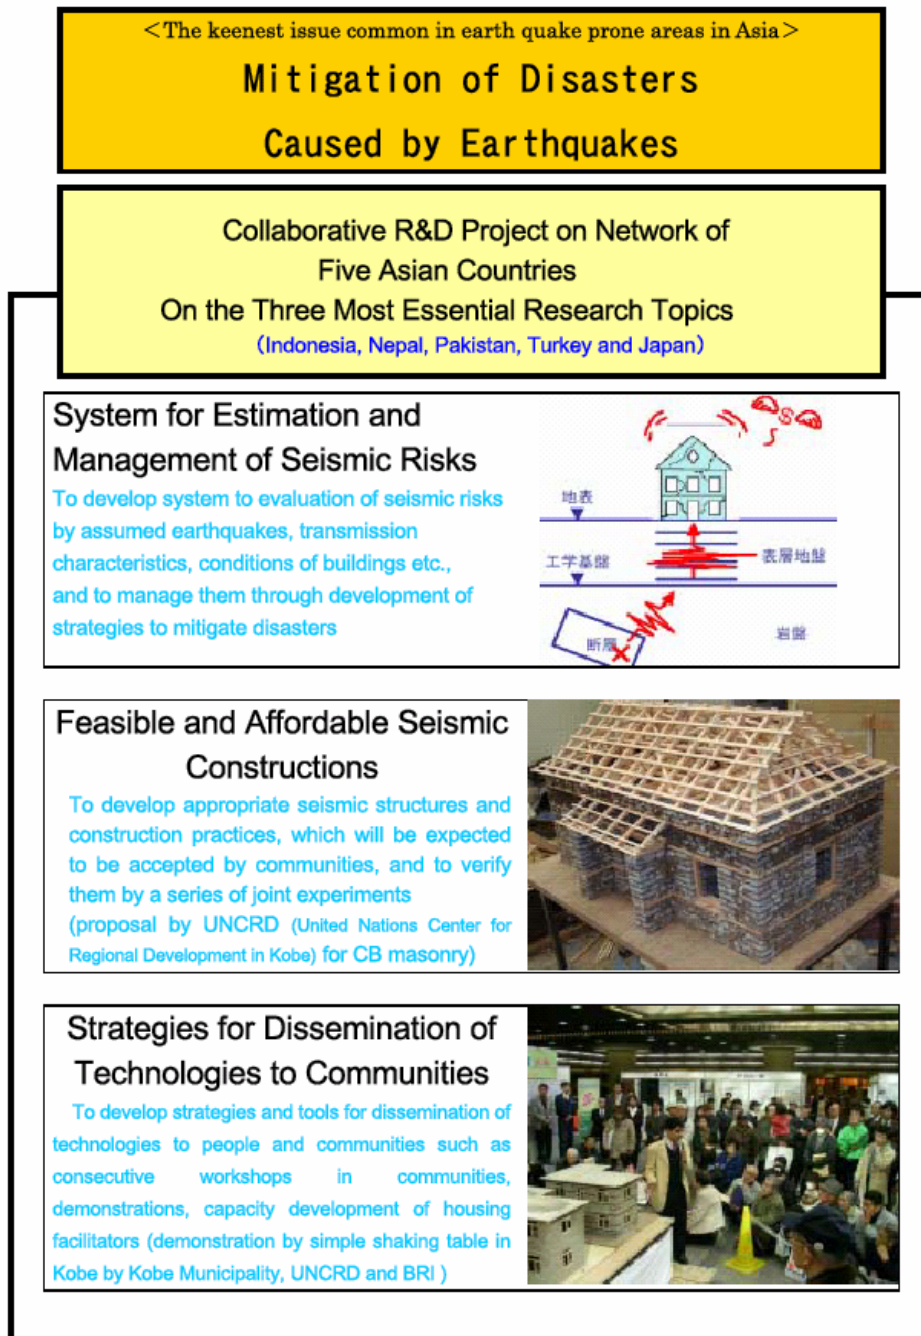 ＜The keenest issue common in earth quake prone areas in Asia＞
Mitigation of Disasters
Caused by Earthquakes
Collaborative R&D Project on Network of
Five Asian Countries
On the Three Most Essential Research Topics
（Indonesia, Nepal, Pakistan, Turkey and Japan）
System for Estimation and
Management of Seismic Risks
To develop system to evaluation of seismic risks
by assumed earthquakes, transmission
characteristics, conditions of buildings etc.,
and to manage them through development of
strategies to mitigate disasters
地表
工学基盤
表層地盤
断層
岩盤
Feasible and Affordable Seismic
Constructions
To develop appropriate seismic structures and
construction practices, which will be expected
to be accepted by communities, and to verify
them by a series of joint experiments
(proposal by UNCRD (United Nations Center for
Regional Development in Kobe) for CB masonry)
Strategies for Dissemination of
Technologies to Communities
To develop strategies and tools for dissemination of
technologies to people and communities such as
consecutive workshops in communities,
demonstrations, capacity development of housing
facilitators (demonstration by simple shaking table in
Kobe by Kobe Municipality, UNCRD and BRI )